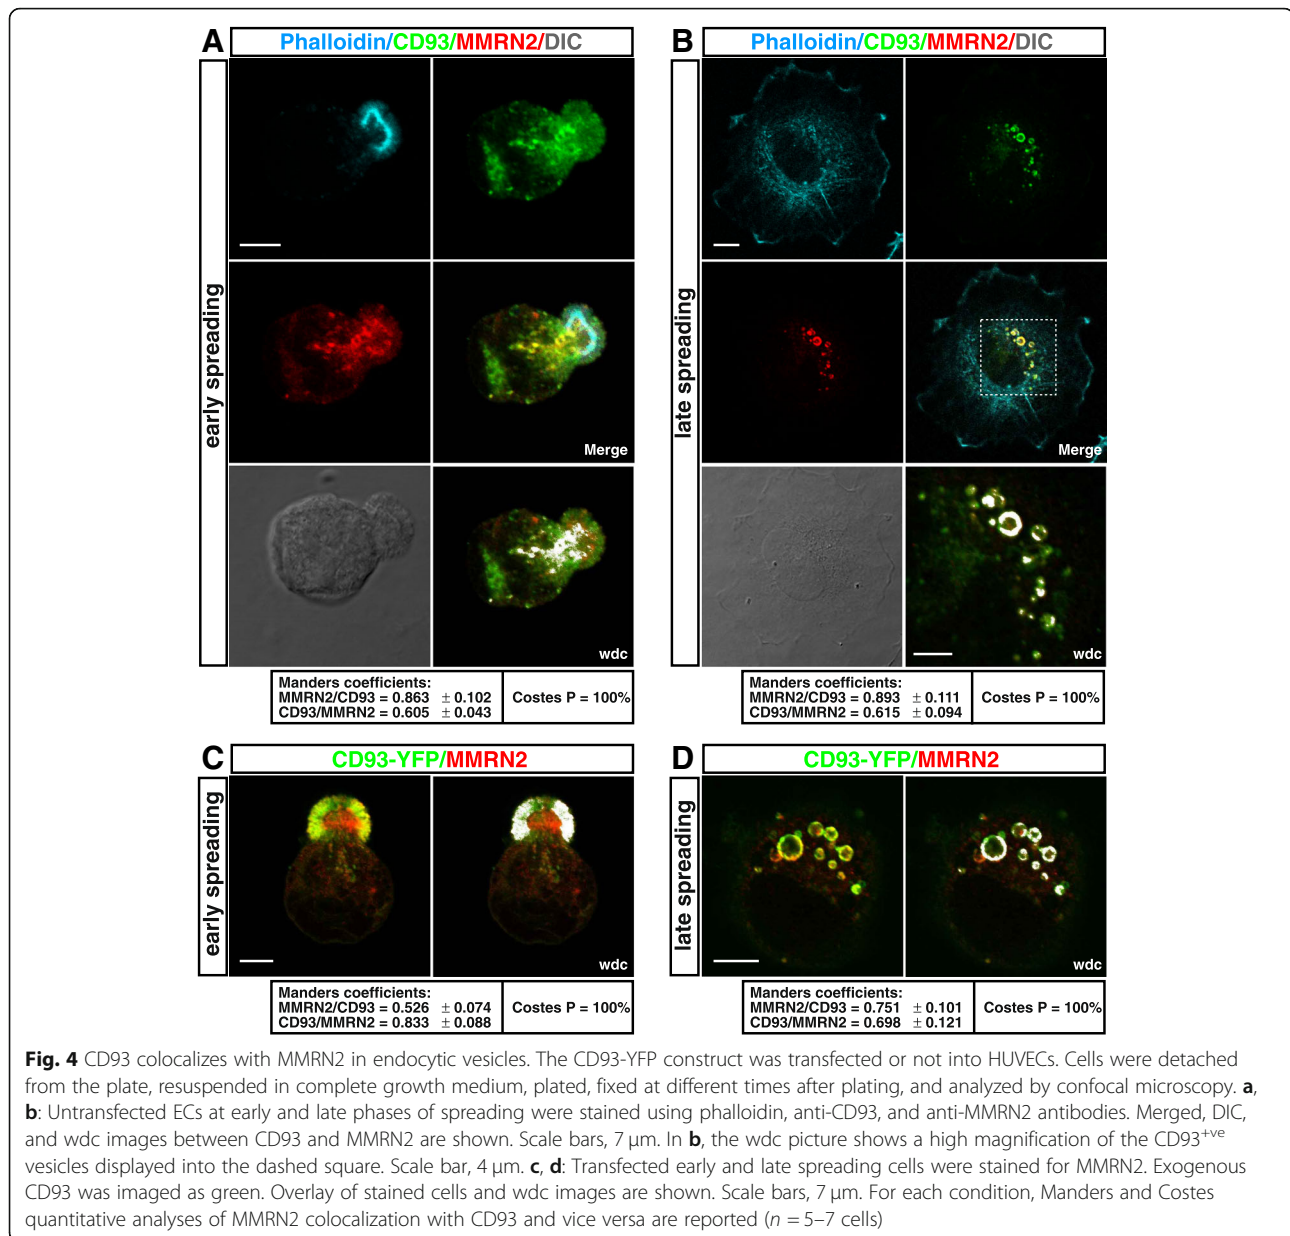 A
Phalloidin/CD93/MMRN2/DIC
early spreading
Merge
wdc
Manders coefficients:
MMRN2/CD93 = 0.863 ± 0.102
CD93/MMRN2 = 0.605 ± 0.043
Costes P = 100%
B
Phalloidin/CD93/MMRN2/DIC
late spreading
Merge
wdc
Manders coefficients:
MMRN2/CD93 = 0.893 ± 0.111
CD93/MMRN2 = 0.615 ± 0.094
Costes P = 100%
C
CD93-YFP/MMRN2
early spreading
wdc
Manders coefficients:
MMRN2/CD93 = 0.526 ± 0.074
CD93/MMRN2 = 0.833 ± 0.088
Costes P = 100%
D
CD93-YFP/MMRN2
late spreading
wdc
Manders coefficients:
MMRN2/CD93 = 0.751 ± 0.101
CD93/MMRN2 = 0.698 ± 0.121
Costes P = 100%
Fig. 4 CD93 colocalizes with MMRN2 in endocytic vesicles. The CD93-YFP construct was transfected or not into HUVECs. Cells were detached
from the plate, resuspended in complete growth medium, plated, fixed at different times after plating, and analyzed by confocal microscopy. a,
b: Untransfected ECs at early and late phases of spreading were stained using phalloidin, anti-CD93, and anti-MMRN2 antibodies. Merged, DIC,
and wdc images between CD93 and MMRN2 are shown. Scale bars, 7 μm. In b, the wdc picture shows a high magnification of the CD93+ve
vesicles displayed into the dashed square. Scale bar, 4 μm. c, d: Transfected early and late spreading cells were stained for MMRN2. Exogenous
CD93 was imaged as green. Overlay of stained cells and wdc images are shown. Scale bars, 7 μm. For each condition, Manders and Costes
quantitative analyses of MMRN2 colocalization with CD93 and vice versa are reported (n = 5–7 cells)